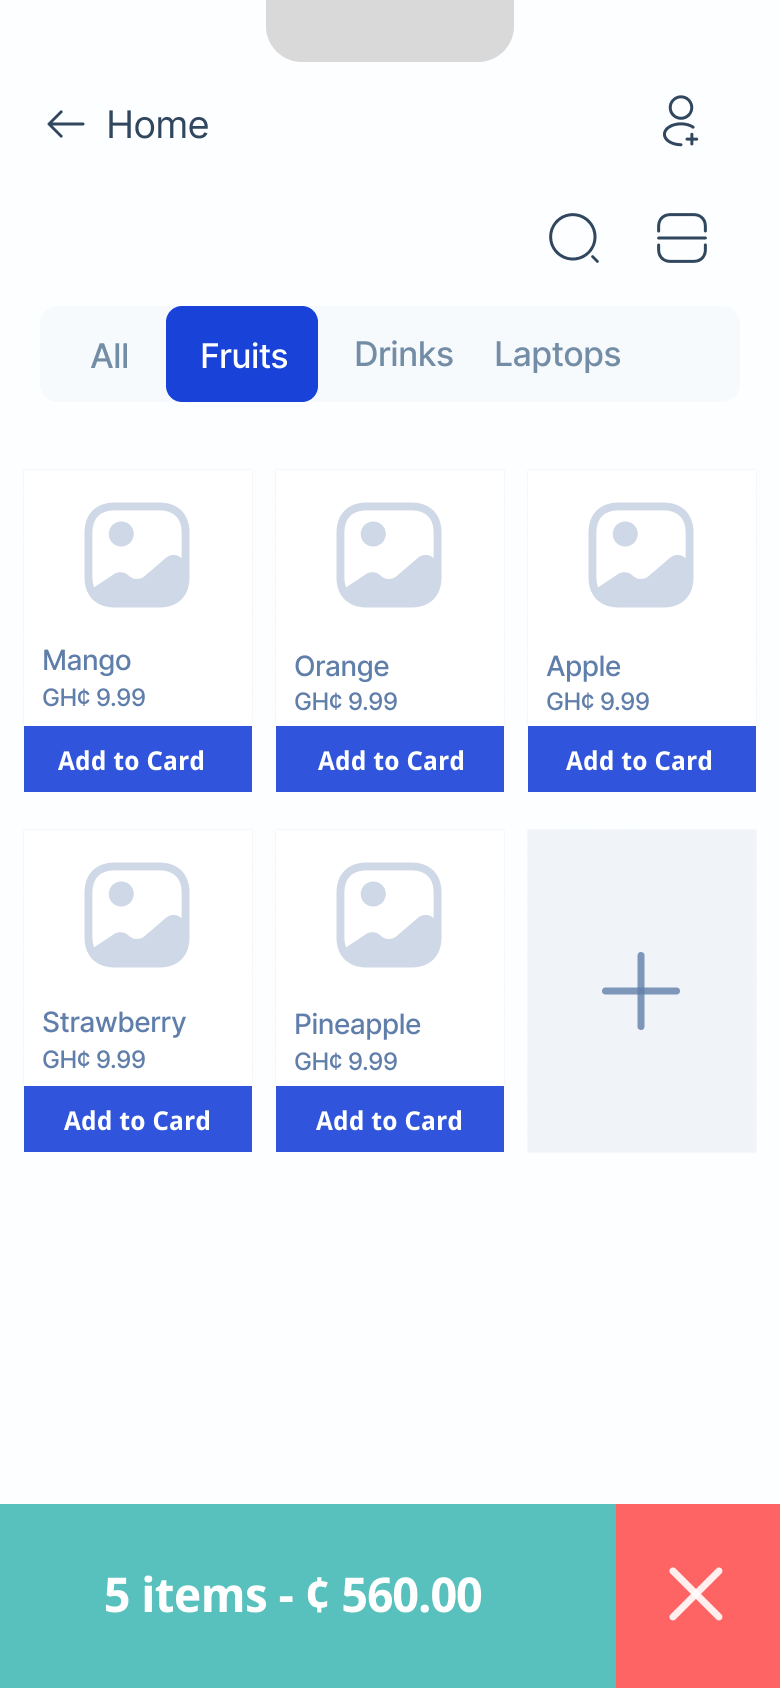 Home
All Fruits Drinks Laptops
Mango
GH¢ 9.99
Add to Card
Orange
GH¢ 9.99
Add to Card
Apple
GH¢ 9.99
Add to Card
Strawberry
GH¢ 9.99
Add to Card
Pineapple
GH¢ 9.99
Add to Card
5 items - ¢ 560.00